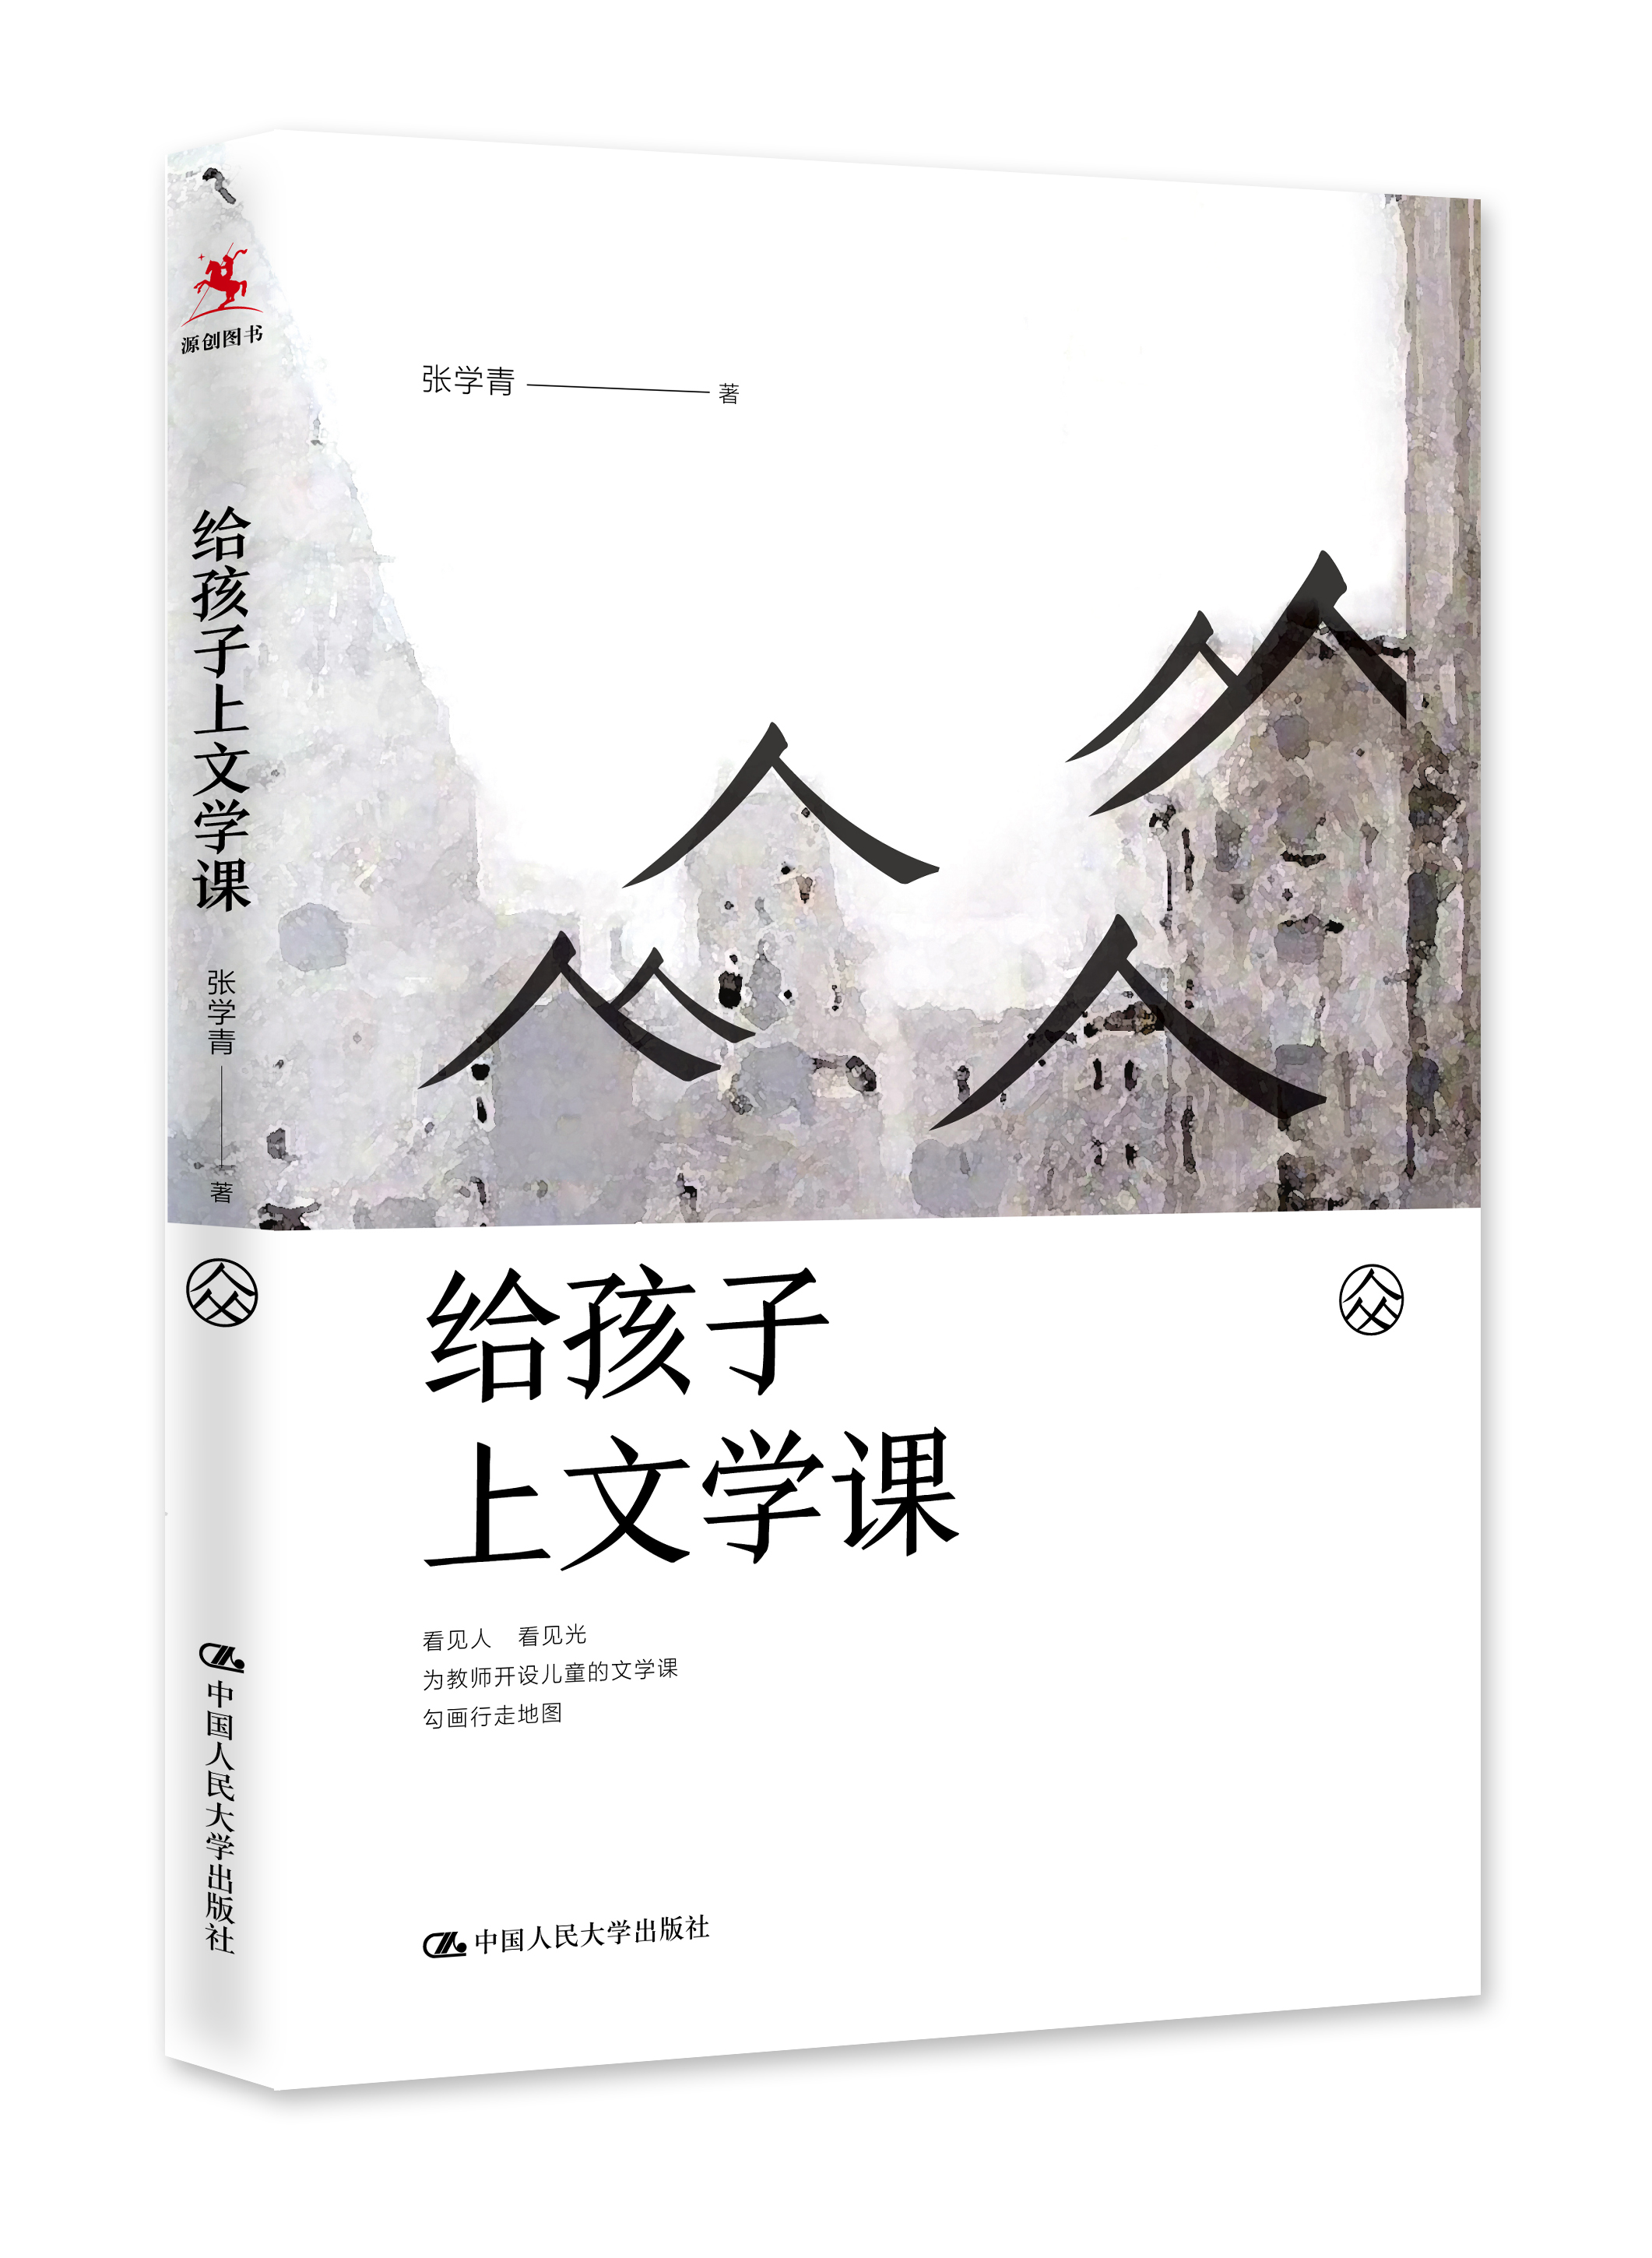 源创图书
给孩子上文学课
张学青
著
中国人民大学出版社
张学青 著
给孩子
上文学课
看见人 看见光
为教师开设儿童的文学课
勾画行走地图
中国人民大学出版社